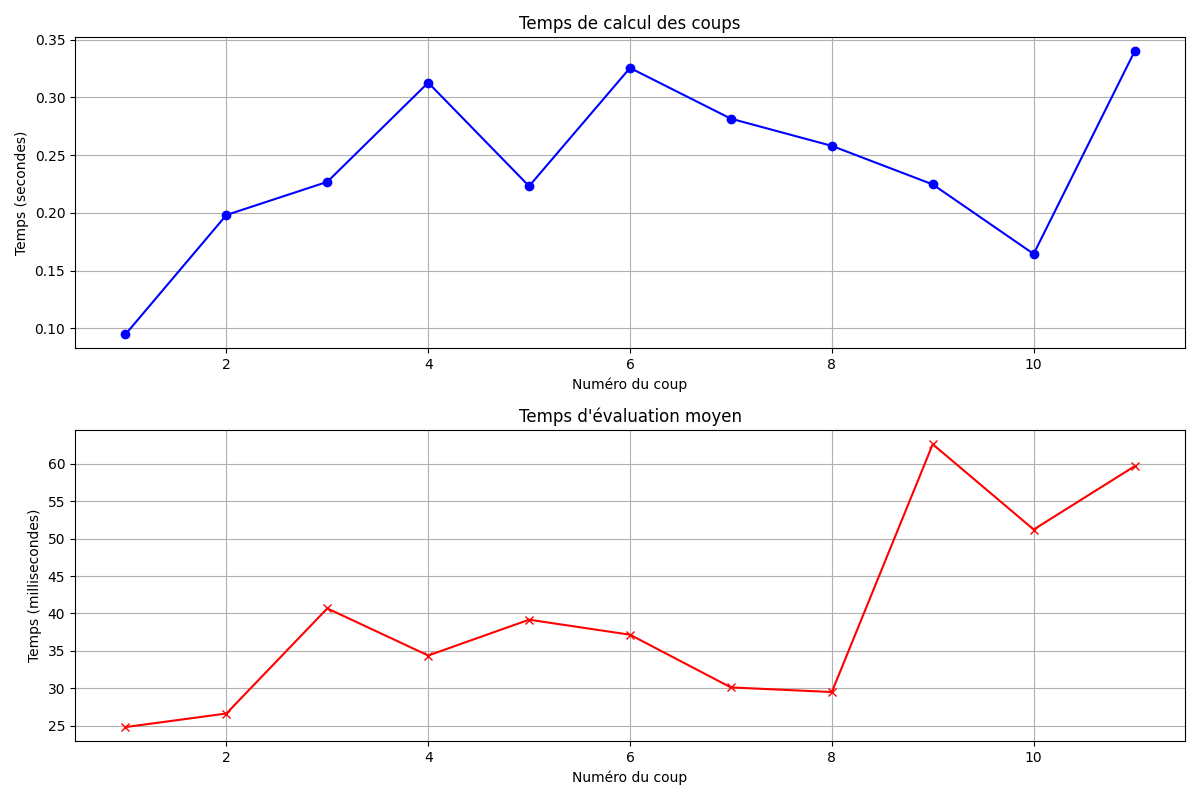 Temps de calcul des coups
0.35
0.30
0.25
0.20
0.15
0.10
Temps (secondes)
2 4 6 8 10
Numéro du coup
Temps d'évaluation moyen
60
55
50
45
40
35
30
25
Temps (millisecondes)
2 4 6 8 10
Numéro du coup